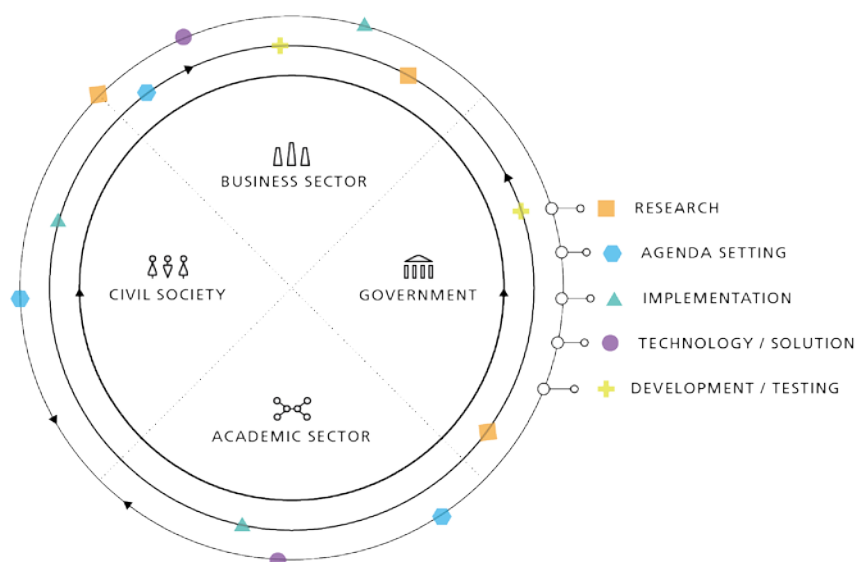 BUSINESS SECTOR
CIVIL SOCIETY
GOVERNMENT
ACADEMIC SECTOR
RESEARCH
AGENDA SETTING
IMPLEMENTATION
TECHNOLOGY / SOLUTION
DEVELOPMENT / TESTING